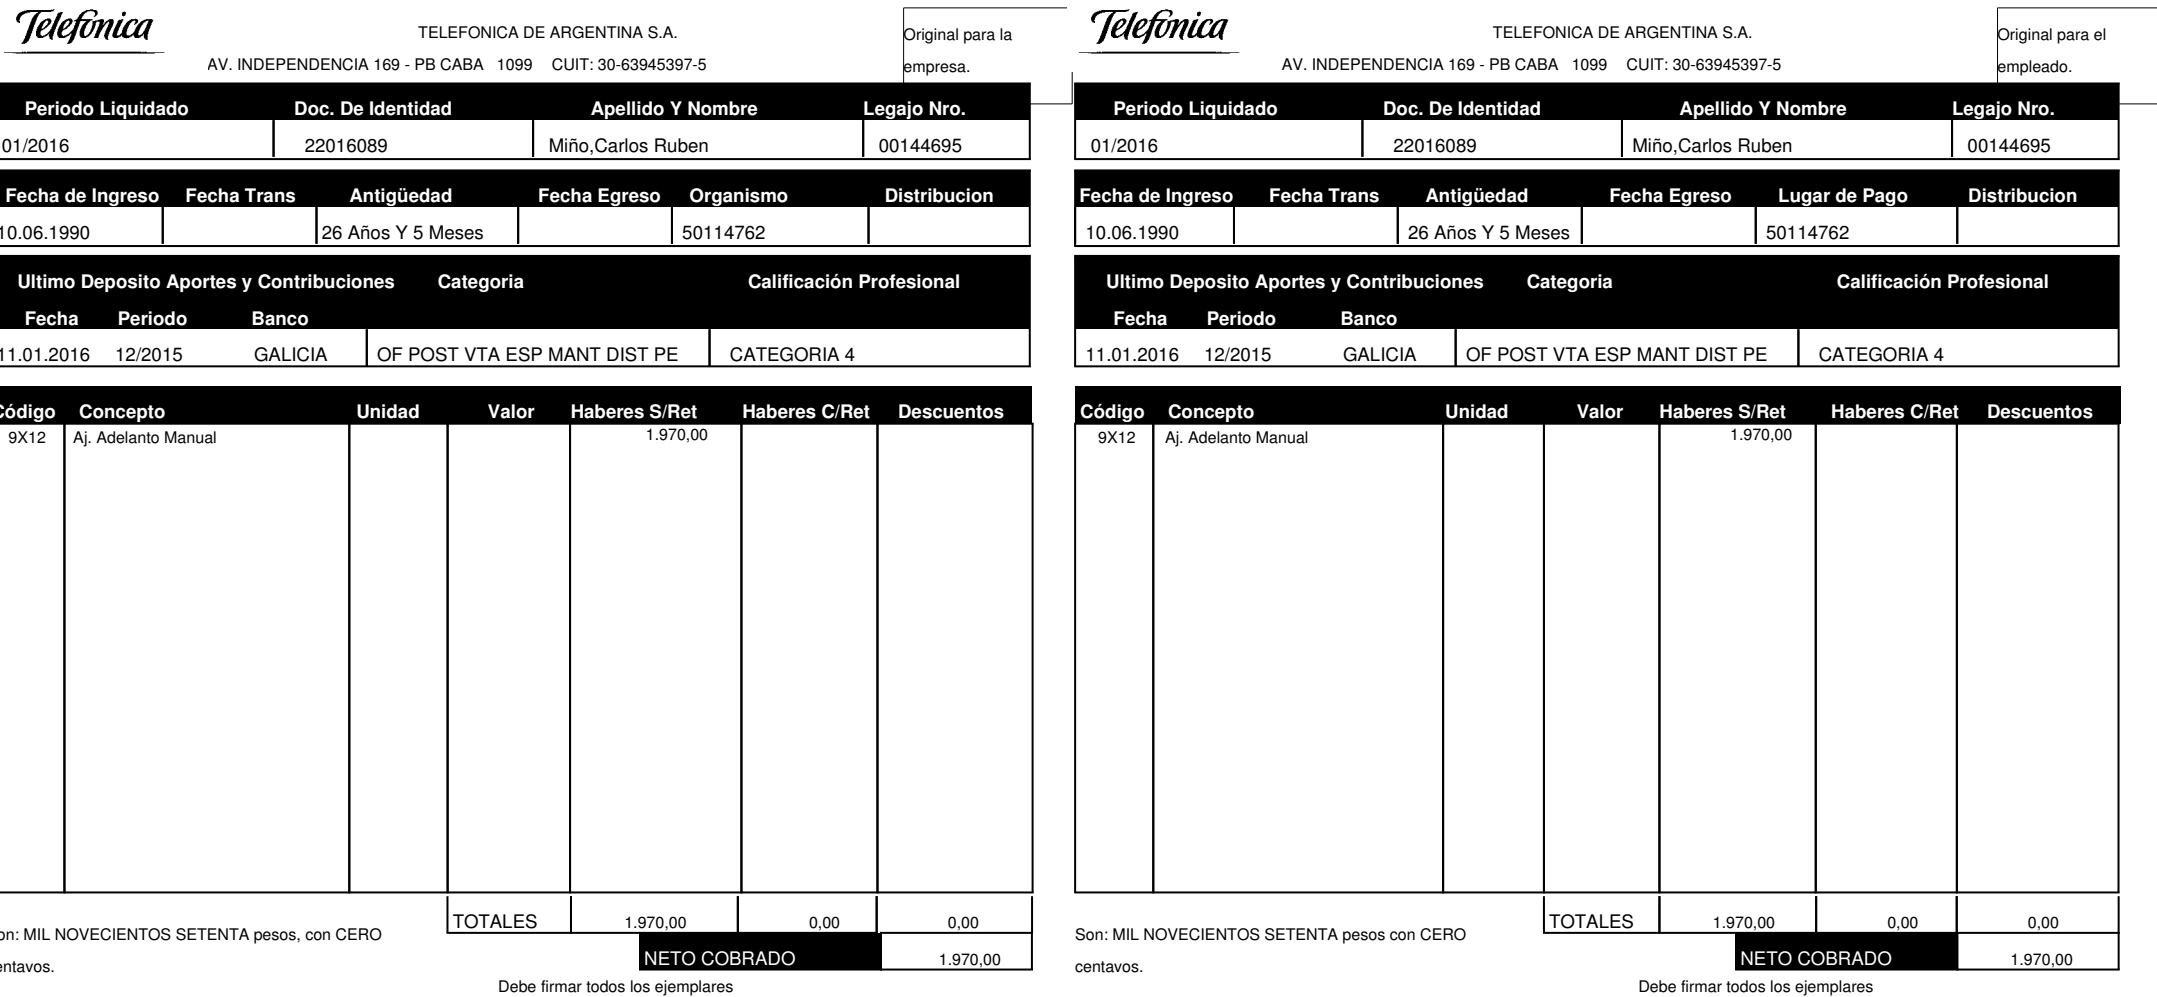 Telefónica
TELEFONICA DE ARGENTINA S.A.
Original para la
AV. INDEPENDENCIA 169 - PB CABA 1099 CUIT: 30-63945397-5
empresa.
Periodo Liquidado Doc. De Identidad Apellido Y Nombre Legajo Nro.
01/2016 22016089 Miño,Carlos Ruben 00144695
Fecha de Ingreso Fecha Trans Antigüedad Fecha Egreso Organismo Distribucion
10.06.1990 26 Años Y 5 Meses 50114762
Ultimo Deposito Aportes y Contribuciones Categoria Calificación Profesional
Fecha Periodo Banco
11.01.2016 12/2015 GALICIA OF POST VTA ESP MANT DIST PE CATEGORIA 4
Código Concepto Unidad Valor Haberes S/Ret Haberes C/Ret Descuentos
9X12 Aj. Adelanto Manual 1.970,00
TOTALES 1.970,00 0,00 0,00
on: MIL NOVECIENTOS SETENTA pesos, con CERO
NETO COBRADO 1.970,00
entavos.
Debe firmar todos los ejemplares
Telefónica
TELEFONICA DE ARGENTINA S.A.
Original para el
AV. INDEPENDENCIA 169 - PB CABA 1099 CUIT: 30-63945397-5
empleado.
Periodo Liquidado Doc. De Identidad Apellido Y Nombre Legajo Nro.
01/2016 22016089 Miño,Carlos Ruben 00144695
Fecha de Ingreso Fecha Trans Antigüedad Fecha Egreso Lugar de Pago Distribucion
10.06.1990 26 Años Y 5 Meses 50114762
Ultimo Deposito Aportes y Contribuciones Categoria Calificación Profesional
Fecha Periodo Banco
11.01.2016 12/2015 GALICIA OF POST VTA ESP MANT DIST PE CATEGORIA 4
Código Concepto Unidad Valor Haberes S/Ret Haberes C/Ret Descuentos
9X12 Aj. Adelanto Manual 1.970,00
TOTALES 1.970,00 0,00 0,00
Son: MIL NOVECIENTOS SETENTA pesos con CERO
NETO COBRADO 1.970,00
centavos.
Debe firmar todos los ejemplares